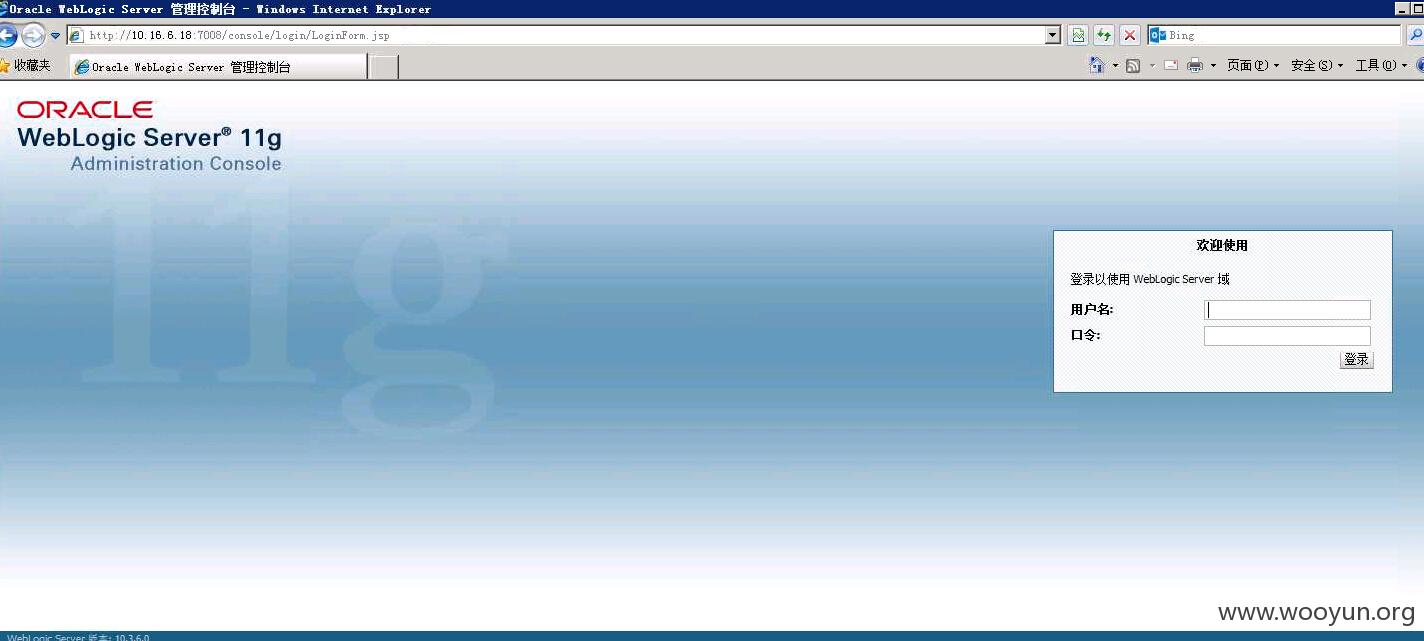 Oracle WebLogic Server 管理控制台 - Windows Internet Explorer
http://10.16.6.18:7008/console/login/LoginForm.jsp
Bing
收藏夹
Oracle WebLogic Server 管理控制台
页面(P)
安全(S)
工具(O)
ORACLE
WebLogic Server® 11g
Administration Console
11g
欢迎使用
登录以使用 WebLogic Server 域
用户名:
口令:
登录
www.wooyun.org
WebLogic Server 版本: 10.3.6.0